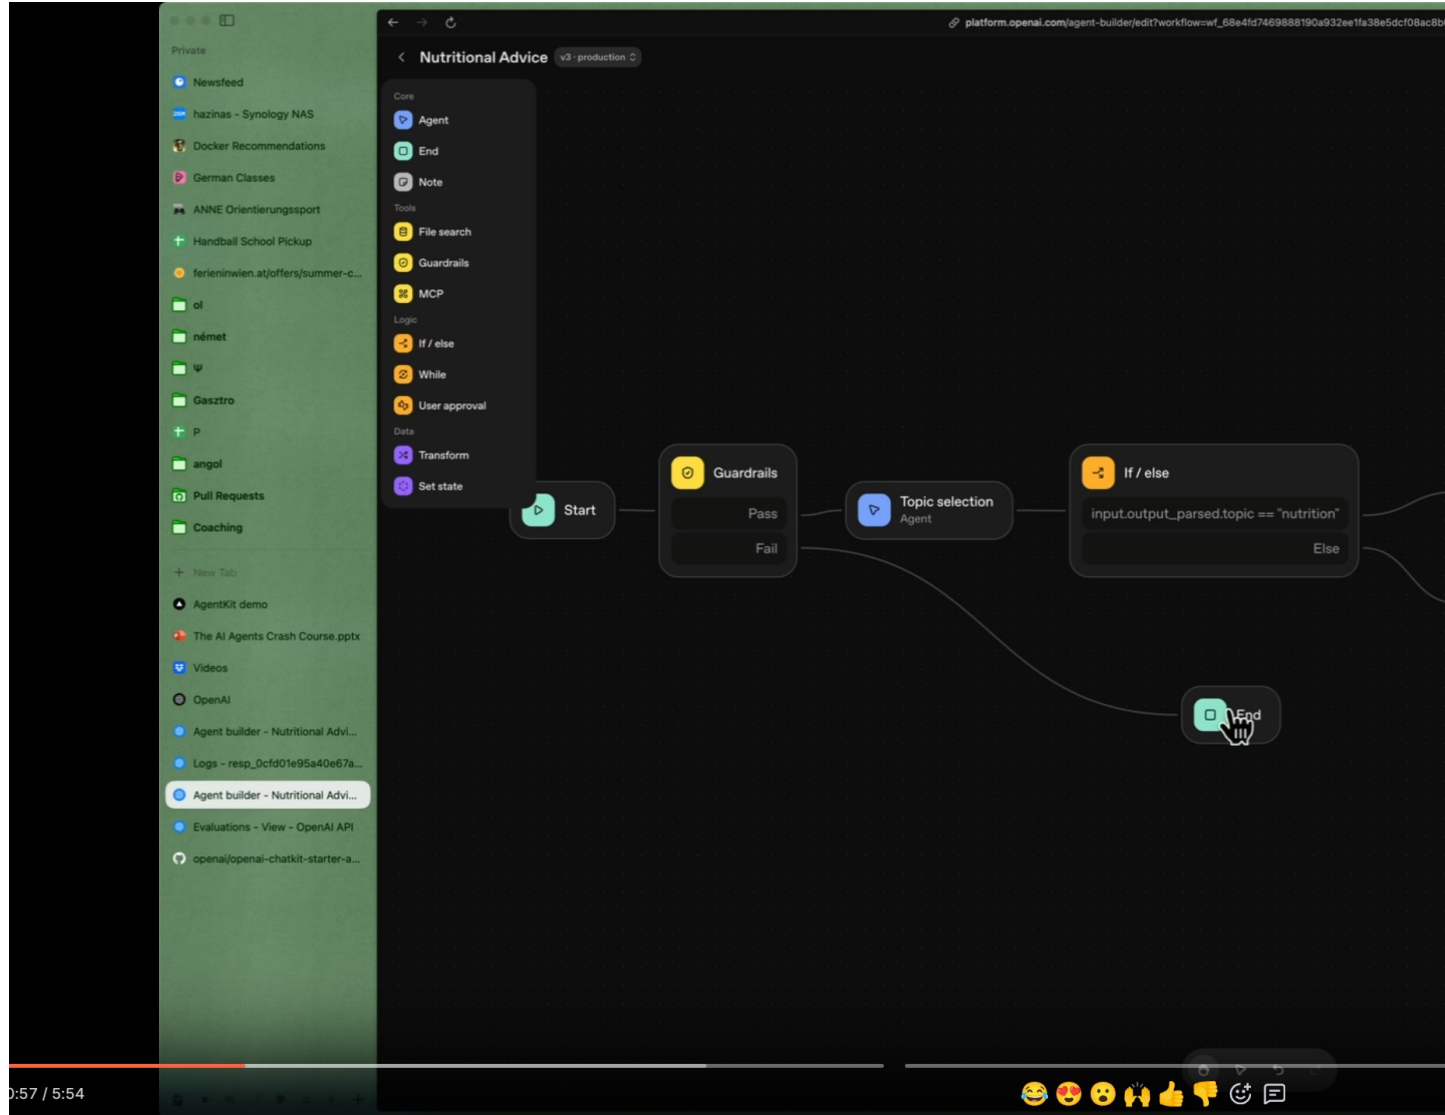 Private
Newsfeed
hazinas - Synology NAS
Docker Recommendations
German Classes
ANNE Orientierungssport
Handball School Pickup
ferieninwien.at/offers/summer-c...
ol
német
Ψ
Gasztro
P
angol
Pull Requests
Coaching
+ New Tab
AgentKit demo
The AI Agents Crash Course.pptx
Videos
OpenAI
Agent builder - Nutritional Advi...
Logs - resp_0cfd01e95a40e67a...
Agent builder - Nutritional Advi...
Evaluations - View - OpenAI API
openai/openai-chatkit-starter-a...
platform.openai.com/agent-builder/edit?workflow=wf_68e4fd7469888190a932ee1fa38e5dcf08ac8b
Nutritional Advice v3 · production
Core
Agent
End
Note
Tools
File search
Guardrails
MCP
Logic
If / else
While
User approval
Data
Transform
Set state
Start
Guardrails
Pass
Fail
Topic selection
Agent
If / else
input.output_parsed.topic == "nutrition"
Else
End
0:57 / 5:54